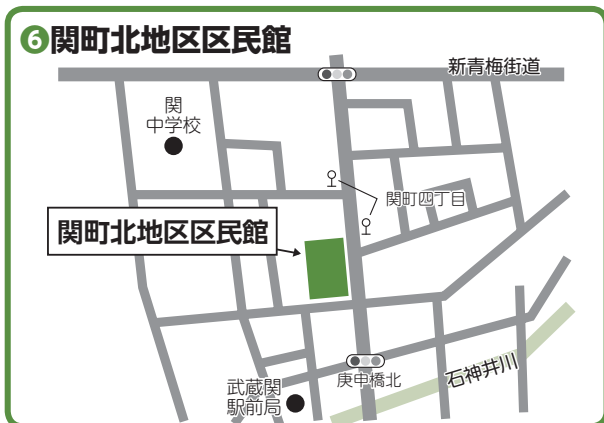 ❻関町北地区区民館
新青梅街道
関
中学校
関町四丁目
関町北地区区民館
庚申橋北
石神井川
武蔵関
駅前局